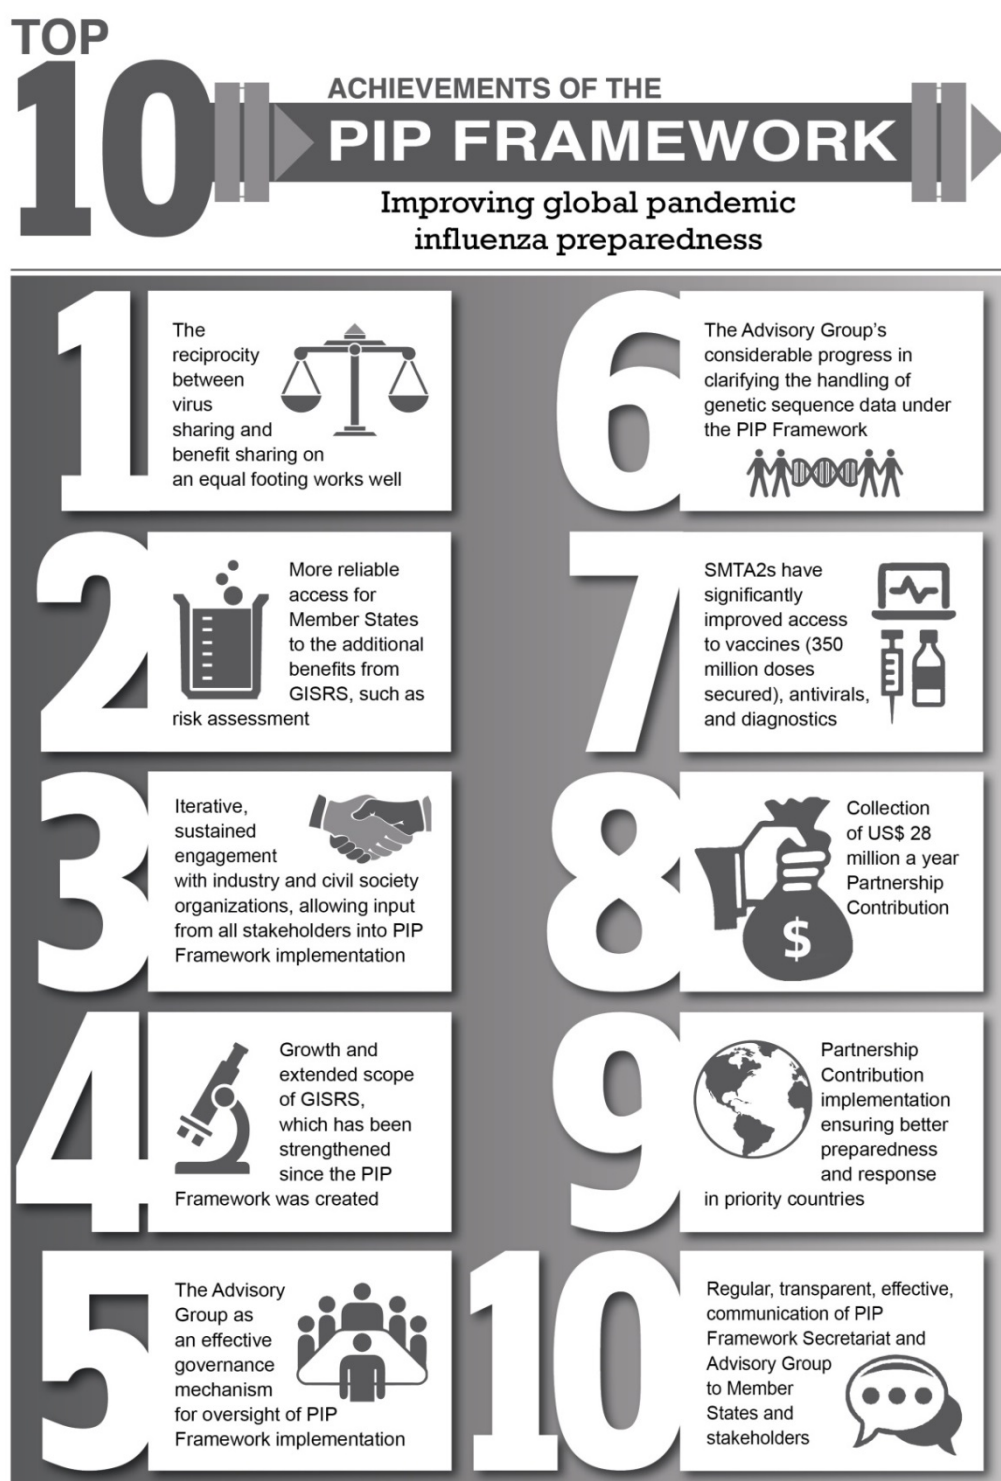 TOP
10
ACHIEVEMENTS OF THE
PIP FRAMEWORK
Improving global pandemic
influenza preparedness
1
The
reciprocity
between
virus
sharing and
benefit sharing on
an equal footing works well
2
More reliable
access for
Member States
to the additional
benefits from
GISRS, such as
risk assessment
3
Iterative,
sustained
engagement
with industry and civil society
organizations, allowing input
from all stakeholders into PIP
Framework implementation
4
Growth and
extended scope
of GISRS,
which has been
strengthened
since the PIP
Framework was created
5
The Advisory
Group as
an effective
governance
mechanism
for oversight of PIP
Framework implementation
6
The Advisory Group's
considerable progress in
clarifying the handling of
genetic sequence data under
the PIP Framework
7
SMTA2s have
significantly
improved access
to vaccines (350
million doses
secured), antivirals,
and diagnostics
8
$
Collection
of US$ 28
million a year
Partnership
Contribution
9
Partnership
Contribution
implementation
ensuring better
preparedness
and response
in priority countries
10
Regular, transparent, effective,
communication of PIP
Framework Secretariat and
Advisory Group
to Member
States and
stakeholders